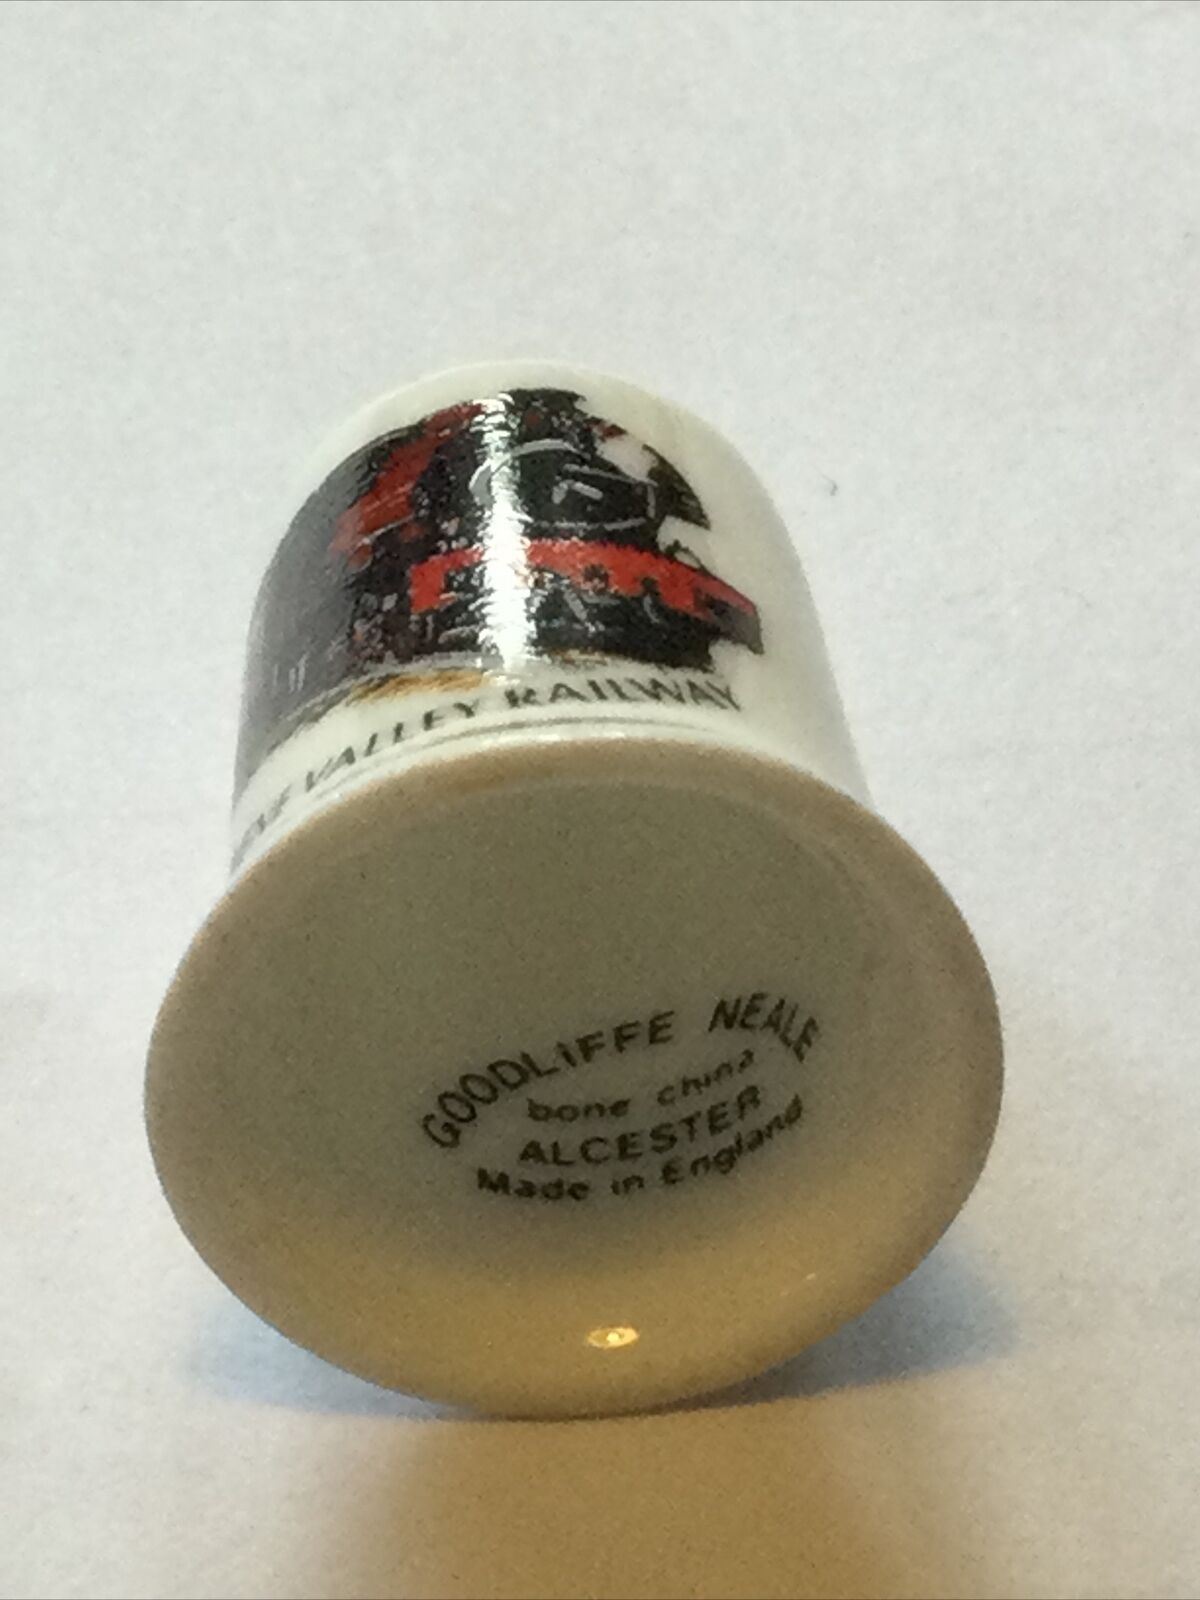 VALLEY RAILWAY
GOODLIFFE NEALE
bone china
ALCESTER
Made in England